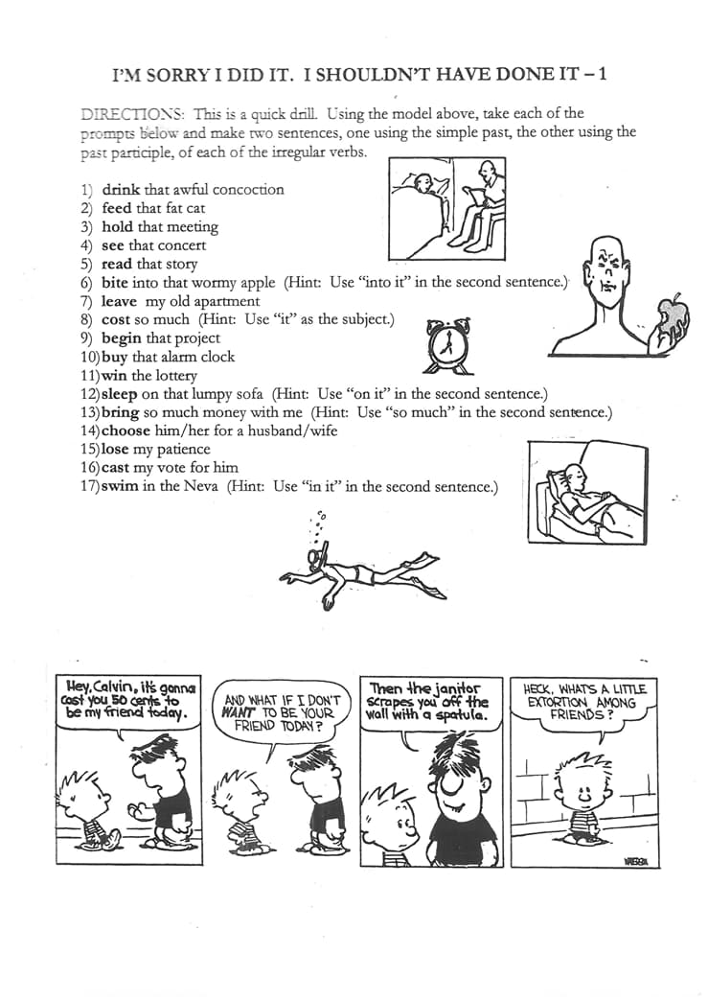 I'M SORRY I DID IT. I SHOULDN'T HAVE DONE IT – 1
DIRECTIONS: This is a quick drill. Using the model above, take each of the
prompts below and make two sentences, one using the simple past, the other using the
past participle, of each of the irregular verbs.
1) drink that awful concoction
2) feed that fat cat
3) hold that meeting
4) see that concert
5) read that story
6) bite into that wormy apple (Hint: Use "into it" in the second sentence.)
7) leave my old apartment
8) cost so much (Hint: Use "it" as the subject.)
9) begin that project
10) buy that alarm clock
11) win the lottery
12) sleep on that lumpy sofa (Hint: Use "on it" in the second sentence.)
13) bring so much money with me (Hint: Use "so much" in the second sentence.)
14) choose him/her for a husband/wife
15) lose my patience
16) cast my vote for him
17) swim in the Neva (Hint: Use "in it" in the second sentence.)
Hey, Calvin, it's gonna
cost you 50 cents to
be my friend today.
AND WHAT IF I DON'T
WANT TO BE YOUR
FRIEND TODAY?
Then the janitor
scrapes you off the
wall with a spatula.
HECK, WHAT'S A LITTLE
EXTORTION AMONG
FRIENDS?